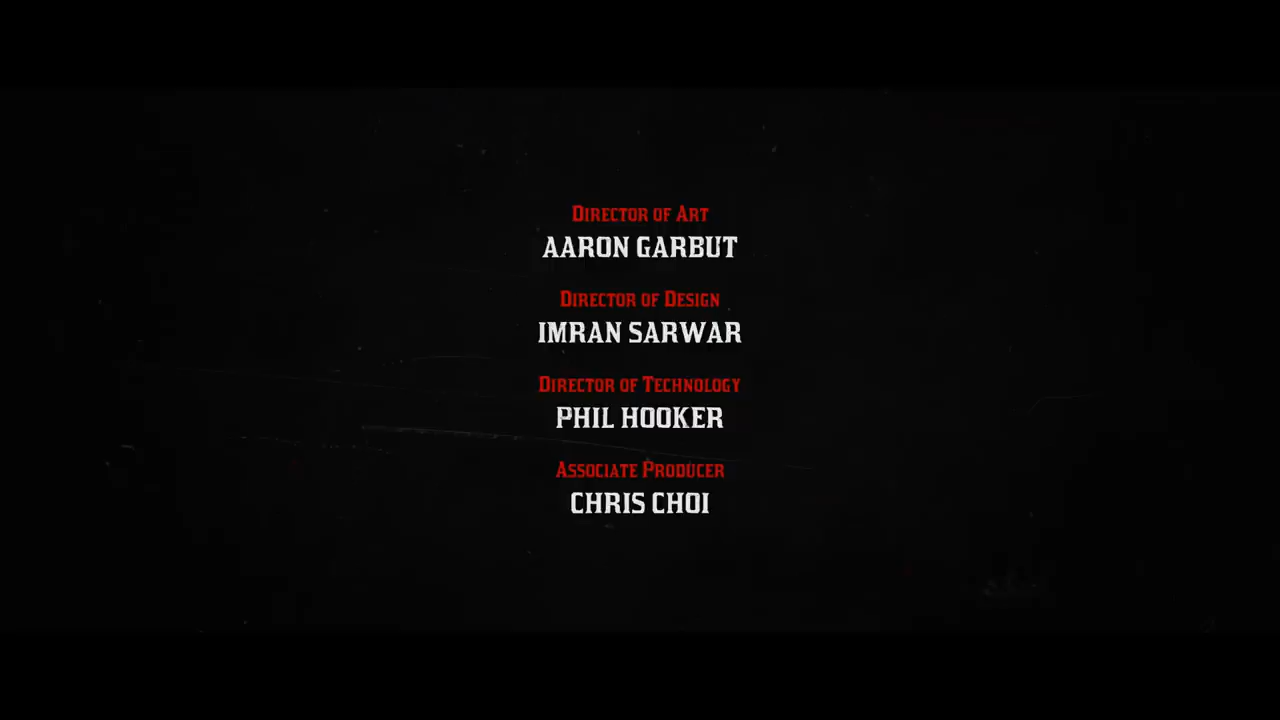 Director of Art
AARON GARBUT
Director of Design
IMRAN SARWAR
Director of Technology
PHIL HOOKER
Associate Producer
CHRIS CHOI